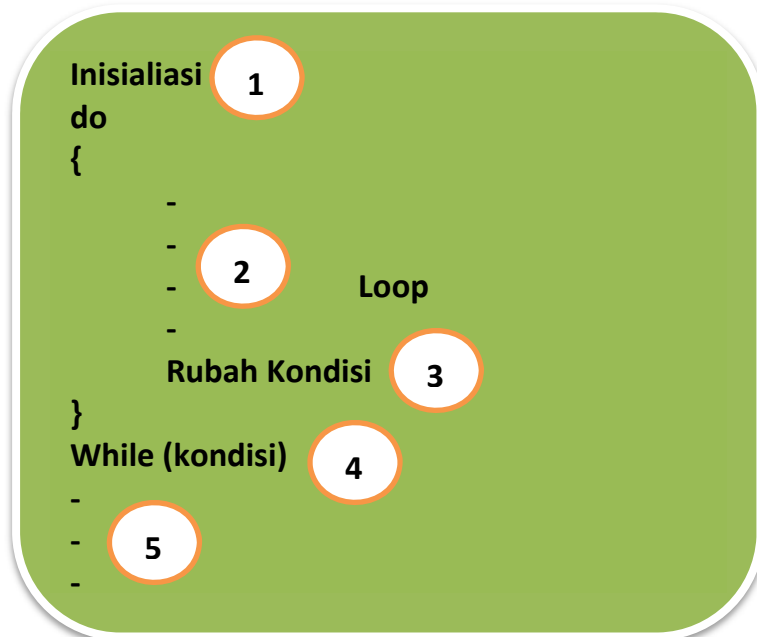 Inisialiasi 1
do
{
-
-
2
- Loop
-
Rubah Kondisi 3
}
While (kondisi) 4
-
- 5
-